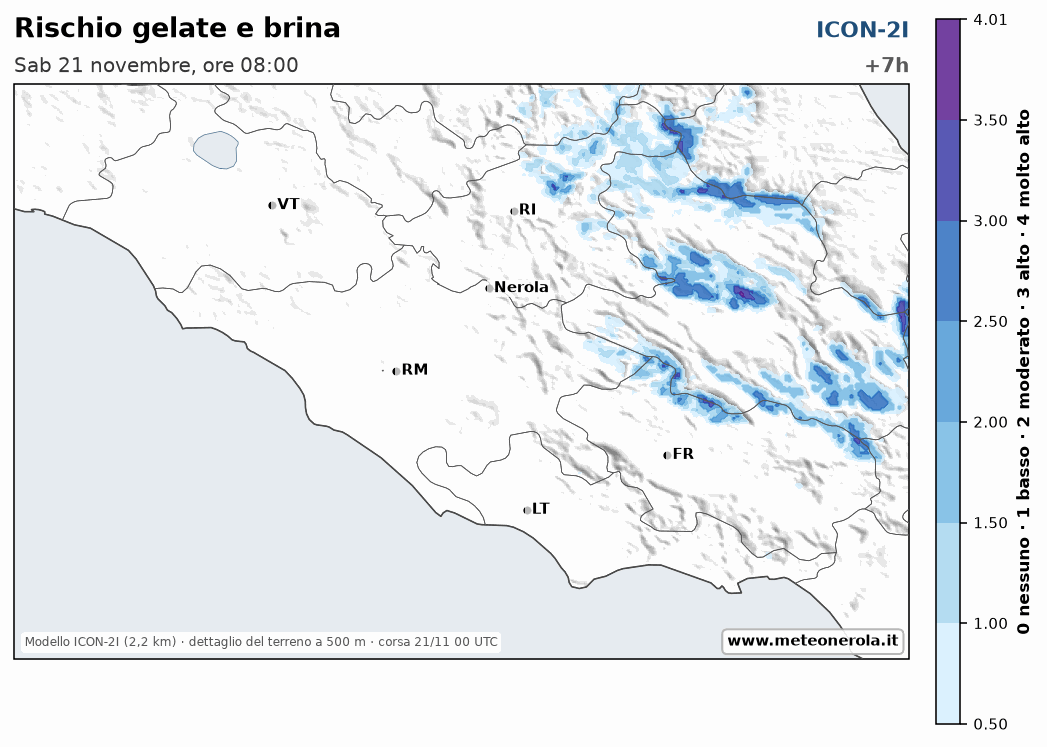 Rischio gelate e brina
ICON-2I
Sab 21 novembre, ore 08:00
+7h
VT
RI
Nerola
RM
FR
LT
Modello ICON-2I (2,2 km) · dettaglio del terreno a 500 m · corsa 21/11 00 UTC
www.meteonerola.it
4.01
3.50
3.00
2.50
2.00
1.50
1.00
0.50
0 nessuno · 1 basso · 2 moderato · 3 alto · 4 molto alto